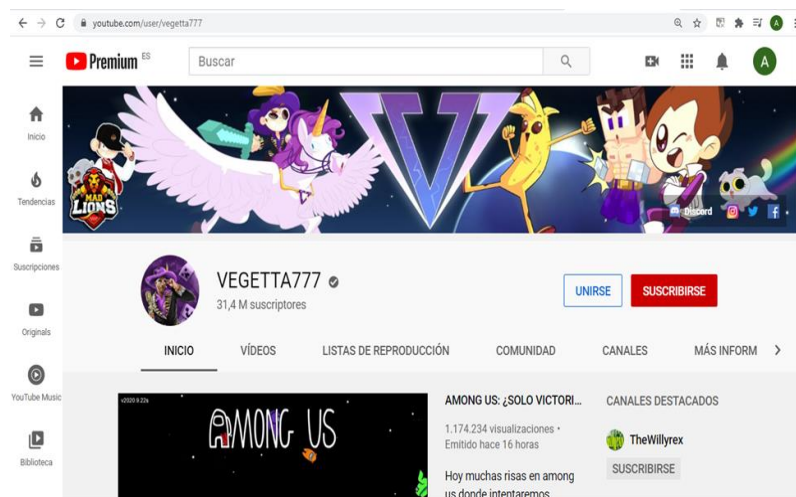 youtube.com/user/vegetta777
A
Premium ES
Buscar
A
Inicio
Tendencias
Suscripciones
Originals
YouTube Music
Biblioteca
MAD
LIONS
V
Discord
VEGETTA777
31,4 M suscriptores
UNIRSE
SUSCRIBIRSE
INICIO VÍDEOS LISTAS DE REPRODUCCIÓN COMUNIDAD CANALES MÁS INFORM
v2020.9.22s
AMONG US
AMONG US: ¿SOLO VICTORI...
1.174.234 visualizaciones •
Emitido hace 16 horas
Hoy muchas risas en among
us donde intentaremos
CANALES DESTACADOS
TheWillyrex
SUSCRIBIRSE